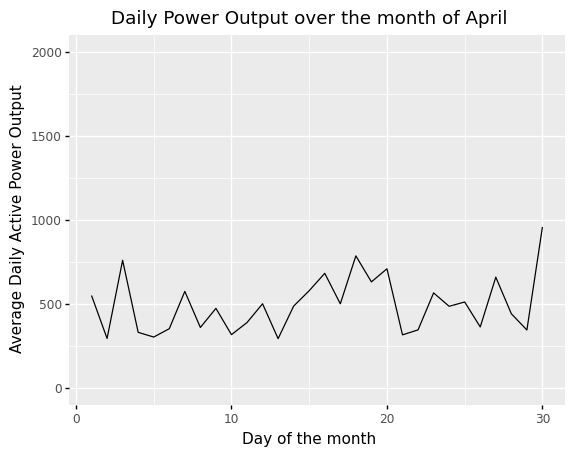 Daily Power Output over the month of April
Average Daily Active Power Output
2000
1500
1000
500
0
0 10 20 30
Day of the month